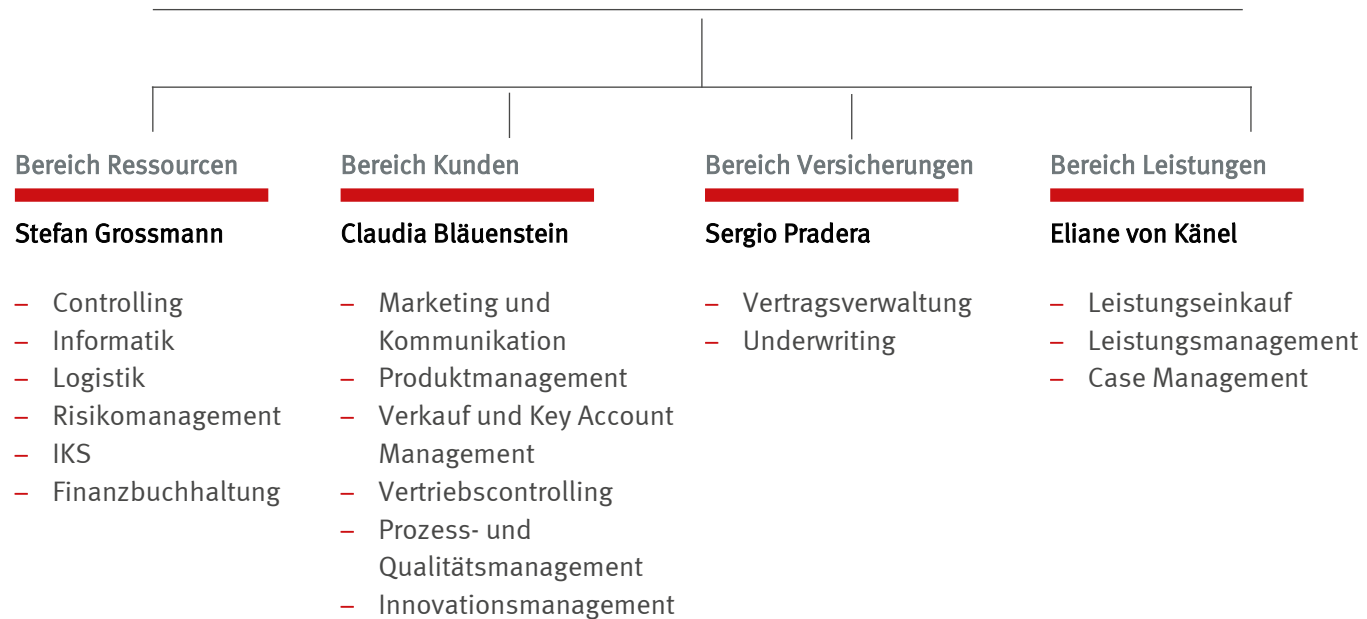 Bereich Ressourcen
Stefan Grossmann
– Controlling
– Informatik
– Logistik
– Risikomanagement
– IKS
– Finanzbuchhaltung
Bereich Kunden
Claudia Bläuenstein
– Marketing und
Kommunikation
– Produktmanagement
– Verkauf und Key Account
Management
– Vertriebscontrolling
– Prozess- und
Qualitätsmanagement
– Innovationsmanagement
Bereich Versicherungen
Sergio Pradera
– Vertragsverwaltung
– Underwriting
Bereich Leistungen
Eliane von Känel
– Leistungseinkauf
– Leistungsmanagement
– Case Management